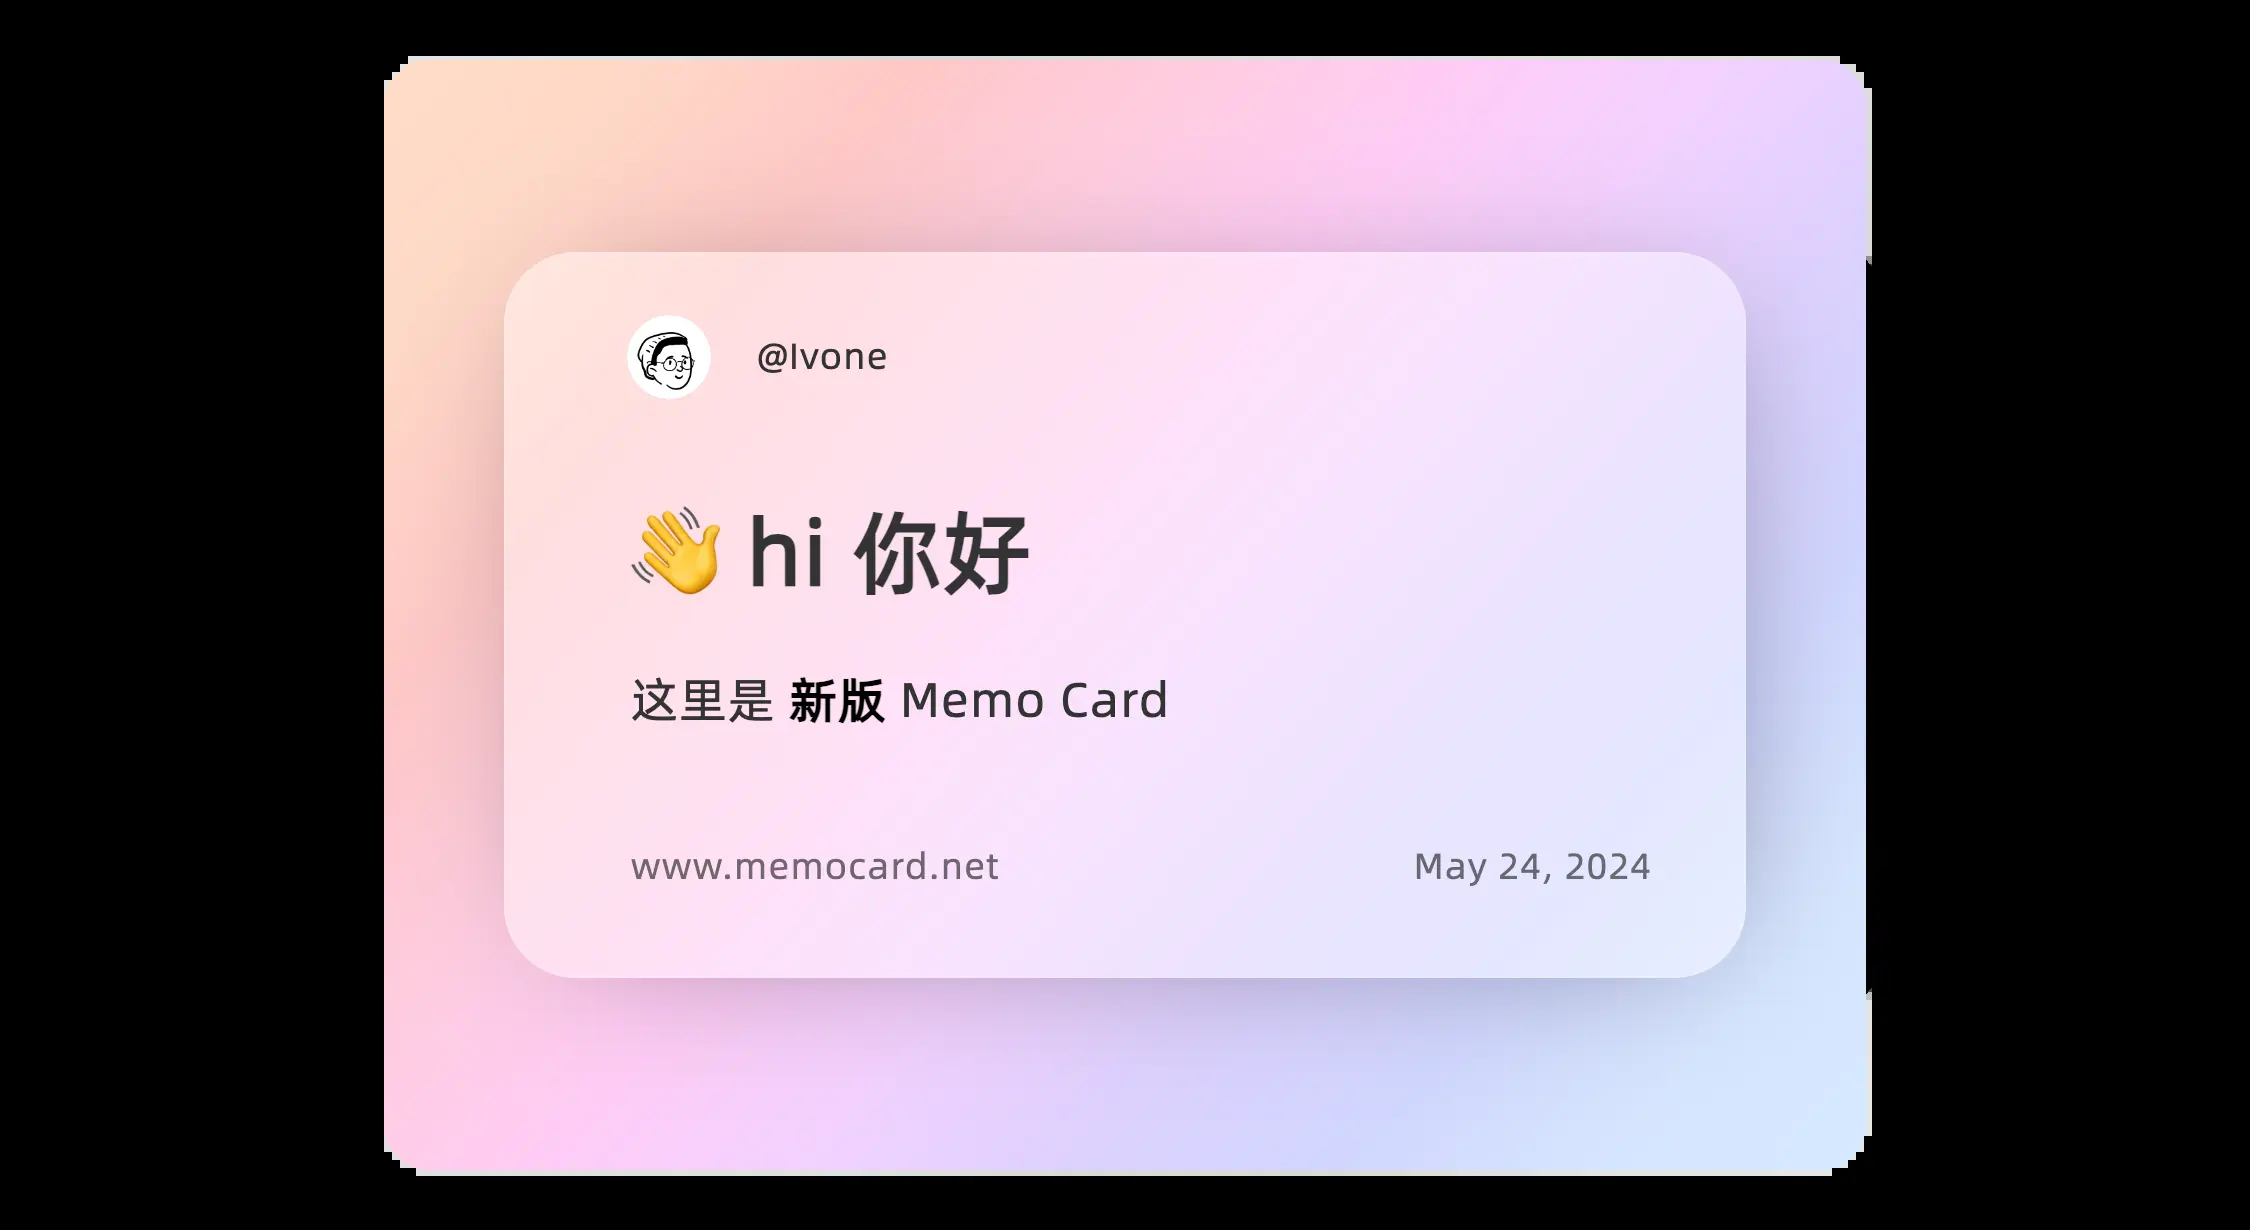 @Ivone
👋 hi 你好
这里是 新版 Memo Card
www.memocard.net
May 24, 2024